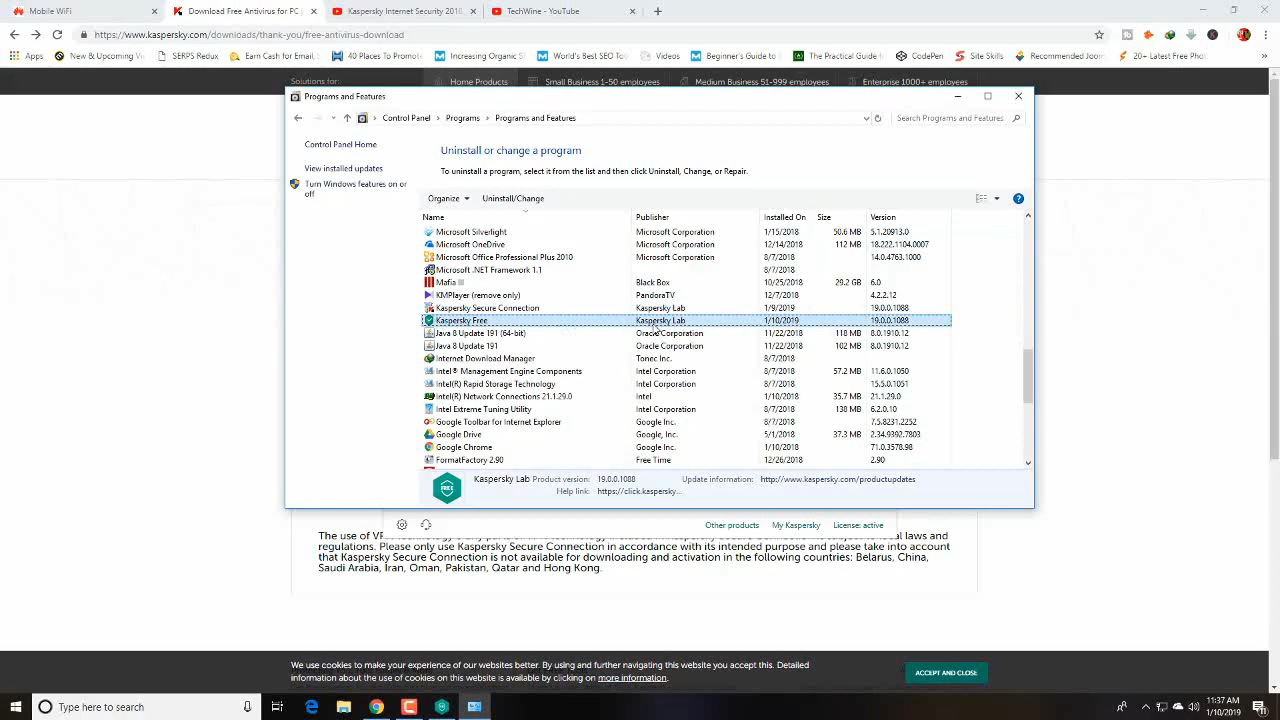 Mobile WiFi
Download Free Antivirus for PC |
Kaspersky Internet Security 2018
TechWine - YouTube
https://www.kaspersky.com/downloads/thank-you/free-antivirus-download
Apps
New & Upcoming V
SERPS Redux
Earn Cash for Email, S
40 Places To Promote
Increasing Organic S
World's Best SEO Too
Videos
Beginner's Guide to
The Practical Guide
CodePen
Site Skills
Recommended Joom
20+ Latest Free Phot
Solutions for:
Home Products
Small Business 1-50 employees
Medium Business 51-999 employees
Enterprise 1000+ employees
Programs and Features
Control Panel > Programs > Programs and Features
Search Programs and Features
Control Panel Home
View installed updates
Turn Windows features on or
off
Uninstall or change a program
To uninstall a program, select it from the list and then click Uninstall, Change, or Repair.
Organize
Uninstall/Change
Name Publisher Installed On Size Version
Microsoft Silverlight Microsoft Corporation 1/15/2018 50.6 MB 5.1.20913.0
Microsoft OneDrive Microsoft Corporation 12/14/2018 112 MB 18.222.1104.0007
Microsoft Office Professional Plus 2010 Microsoft Corporation 8/7/2018 14.0.4763.1000
Microsoft .NET Framework 1.1 8/7/2018
Mafia III Black Box 10/25/2018 29.2 GB 6.0
KMPlayer (remove only) PandoraTV 12/7/2018 4.2.2.12
Kaspersky Secure Connection Kaspersky Lab 1/9/2019 19.0.0.1088
Kaspersky Free Kaspersky Lab 1/10/2019 19.0.0.1088
Java 8 Update 191 (64-bit) Oracle Corporation 11/22/2018 118 MB 8.0.1910.12
Java 8 Update 191 Oracle Corporation 11/22/2018 102 MB 8.0.1910.12
Internet Download Manager Tonec Inc. 8/7/2018
Intel® Management Engine Components Intel Corporation 8/7/2018 57.2 MB 11.6.0.1050
Intel(R) Rapid Storage Technology Intel Corporation 8/7/2018 15.5.0.1051
Intel(R) Network Connections 21.1.29.0 Intel 1/10/2018 35.7 MB 21.1.29.0
Intel Extreme Tuning Utility Intel Corporation 8/7/2018 138 MB 6.2.0.10
Google Toolbar for Internet Explorer Google Inc. 8/7/2018 7.5.8231.2252
Google Drive Google, Inc. 5/1/2018 37.3 MB 2.34.9392.7803
Google Chrome Google Inc. 1/10/2018 71.0.3578.98
FormatFactory 2.90 Free Time 12/26/2018 2.90
FREE
Kaspersky Lab Product version: 19.0.0.1088 Update information: http://www.kaspersky.com/productupdates
Help link: https://click.kaspersky...
Other products
My Kaspersky
License: active
The use of
laws and
regulations. Please only use Kaspersky Secure Connection in accordance with its intended purpose and please take into account
that Kaspersky Secure Connection is not available for downloading and activation in the following countries: Belarus, China,
Saudi Arabia, Iran, Oman, Pakistan, Qatar and Hong Kong.
We use cookies to make your experience of our websites better. By using and further navigating this website you accept this. Detailed
information about the use of cookies on this website is available by clicking on more information.
ACCEPT AND CLOSE
Type here to search
11:37 AM
1/10/2019